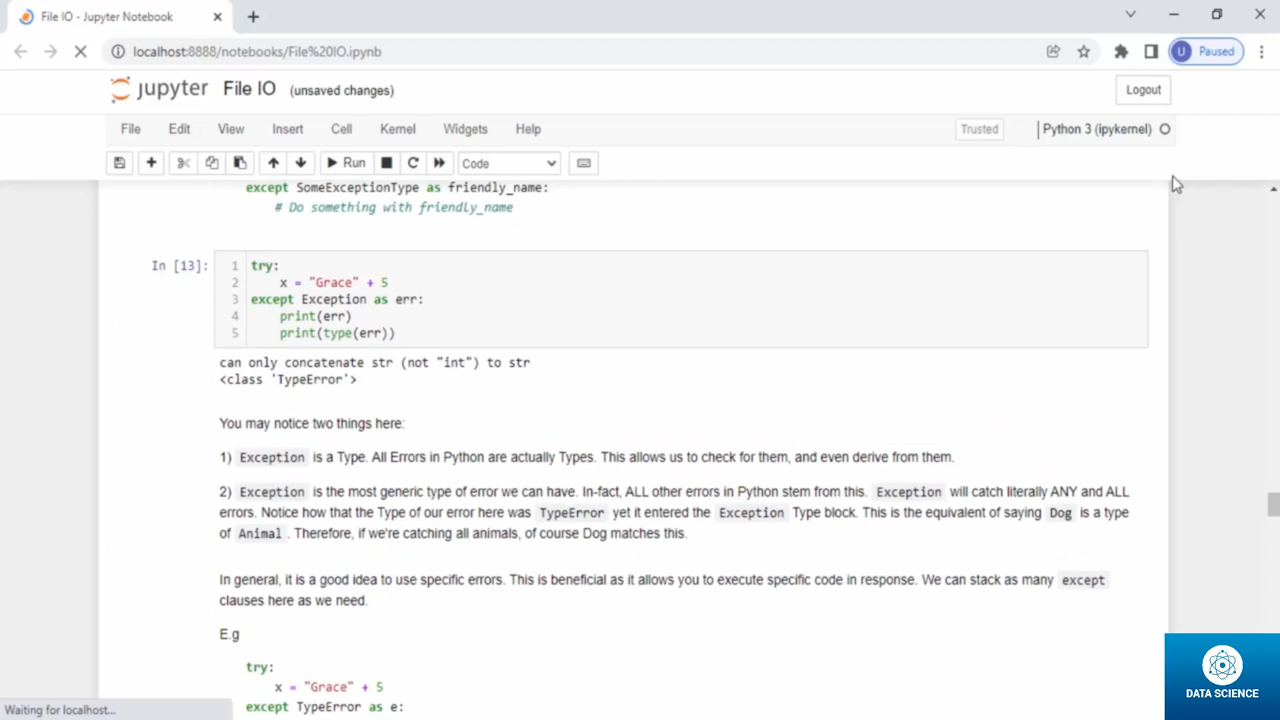 File IO - Jupyter Notebook
localhost:8888/notebooks/File%20IO.ipynb
U Paused
jupyter File IO (unsaved changes)
Logout
File Edit View Insert Cell Kernel Widgets Help
Trusted
Python 3 (ipykernel)
Run
Code
except SomeExceptionType as friendly_name:
# Do something with friendly_name
In [13]:
1 try:
2 x = "Grace" + 5
3 except Exception as err:
4 print(err)
5 print(type(err))
can only concatenate str (not "int") to str
<class 'TypeError'>
You may notice two things here:
1) Exception is a Type. All Errors in Python are actually Types. This allows us to check for them, and even derive from them.
2) Exception is the most generic type of error we can have. In-fact, ALL other errors in Python stem from this. Exception will catch literally ANY and ALL
errors. Notice how that the Type of our error here was TypeError yet it entered the Exception Type block. This is the equivalent of saying Dog is a type
of Animal . Therefore, if we're catching all animals, of course Dog matches this.
In general, it is a good idea to use specific errors. This is beneficial as it allows you to execute specific code in response. We can stack as many except
clauses here as we need.
E.g
try:
x = "Grace" + 5
except TypeError as e:
Waiting for localhost...
DATA SCIENCE